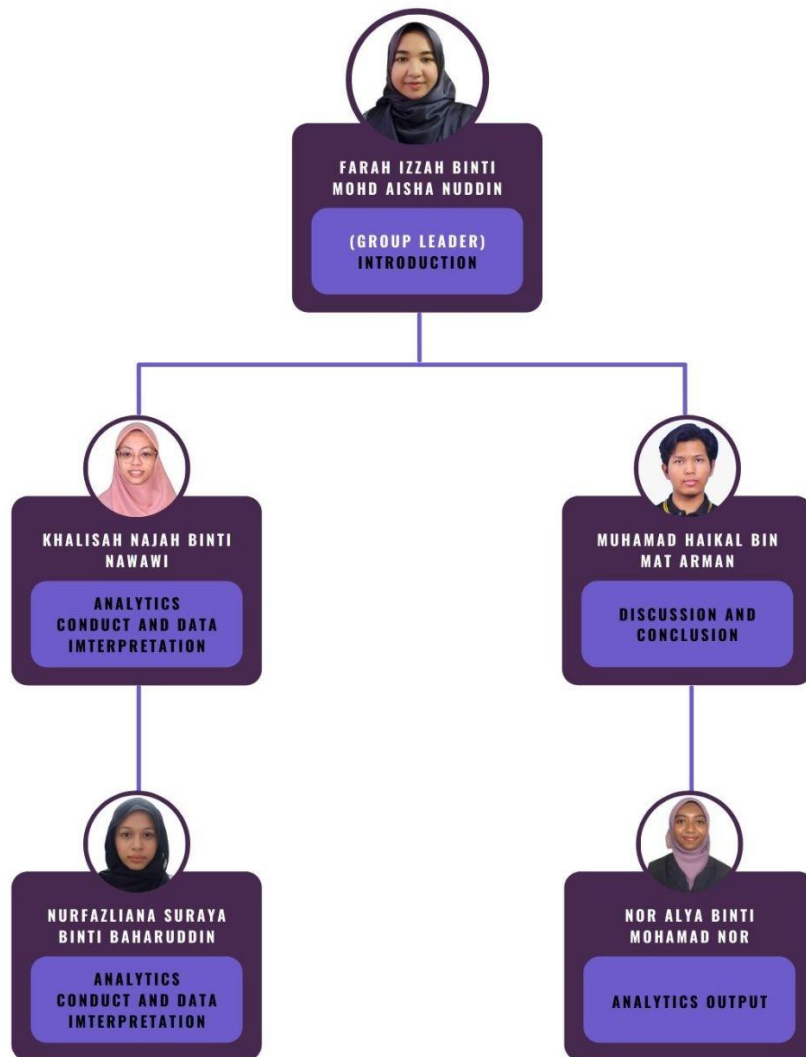 FARAH IZZAH BINTI
MOHD AISHA NUDDIN
(GROUP LEADER)
INTRODUCTION
KHALISAH NAJAH BINTI
NAWAWI
ANALYTICS
CONDUCT AND DATA
IMTERPRETATION
MUHAMAD HAIKAL BIN
MAT ARMAN
DISCUSSION AND
CONCLUSION
NURFAZLIANA SURAYA
BINTI BAHARUDDIN
ANALYTICS
CONDUCT AND DATA
IMTERPRETATION
NOR ALYA BINTI
MOHAMAD NOR
ANALYTICS OUTPUT